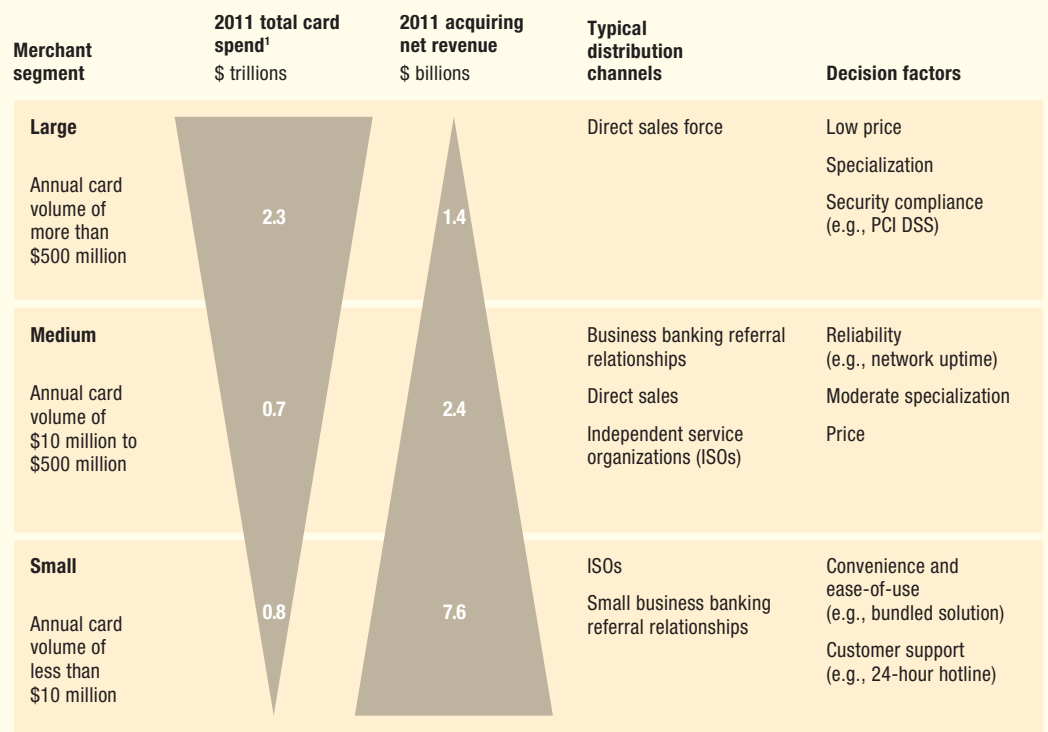 Merchant
segment
2011 total card
spend¹
$ trillions
2011 acquiring
net revenue
$ billions
Typical
distribution
channels
Decision factors
Large
Annual card
volume of
more than
$500 million
2.3
1.4
Direct sales force
Low price
Specialization
Security compliance
(e.g., PCI DSS)
Medium
Annual card
volume of
$10 million to
$500 million
0.7
2.4
Business banking referral
relationships
Direct sales
Independent service
organizations (ISOs)
Reliability
(e.g., network uptime)
Moderate specialization
Price
Small
Annual card
volume of
less than
$10 million
0.8
7.6
ISOs
Small business banking
referral relationships
Convenience and
ease-of-use
(e.g., bundled solution)
Customer support
(e.g., 24-hour hotline)